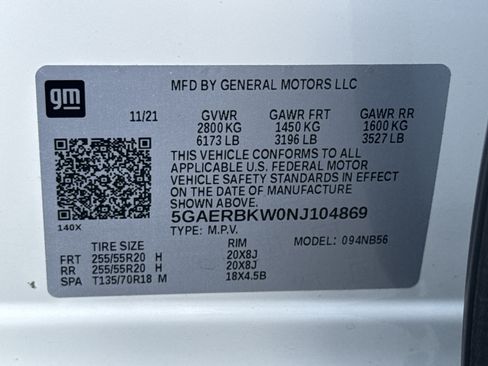 gm
MFD BY GENERAL MOTORS LLC
11/21 GVWR GAWR FRT GAWR RR
2800 KG 1450 KG 1600 KG
6173 LB 3196 LB 3527 LB
THIS VEHICLE CONFORMS TO ALL
APPLICABLE U.S. FEDERAL MOTOR
VEHICLE SAFETY STANDARDS IN EFFECT
ON THE DATE OF MANUFACTURE
SHOWN ABOVE.
5GAERBKW0NJ104869
140X TYPE: M.P.V. MODEL: 094NB56
TIRE SIZE RIM
FRT 255/55R20 H 20X8J
RR 255/55R20 H 20X8J
SPA T135/70R18 M 18X4.5B